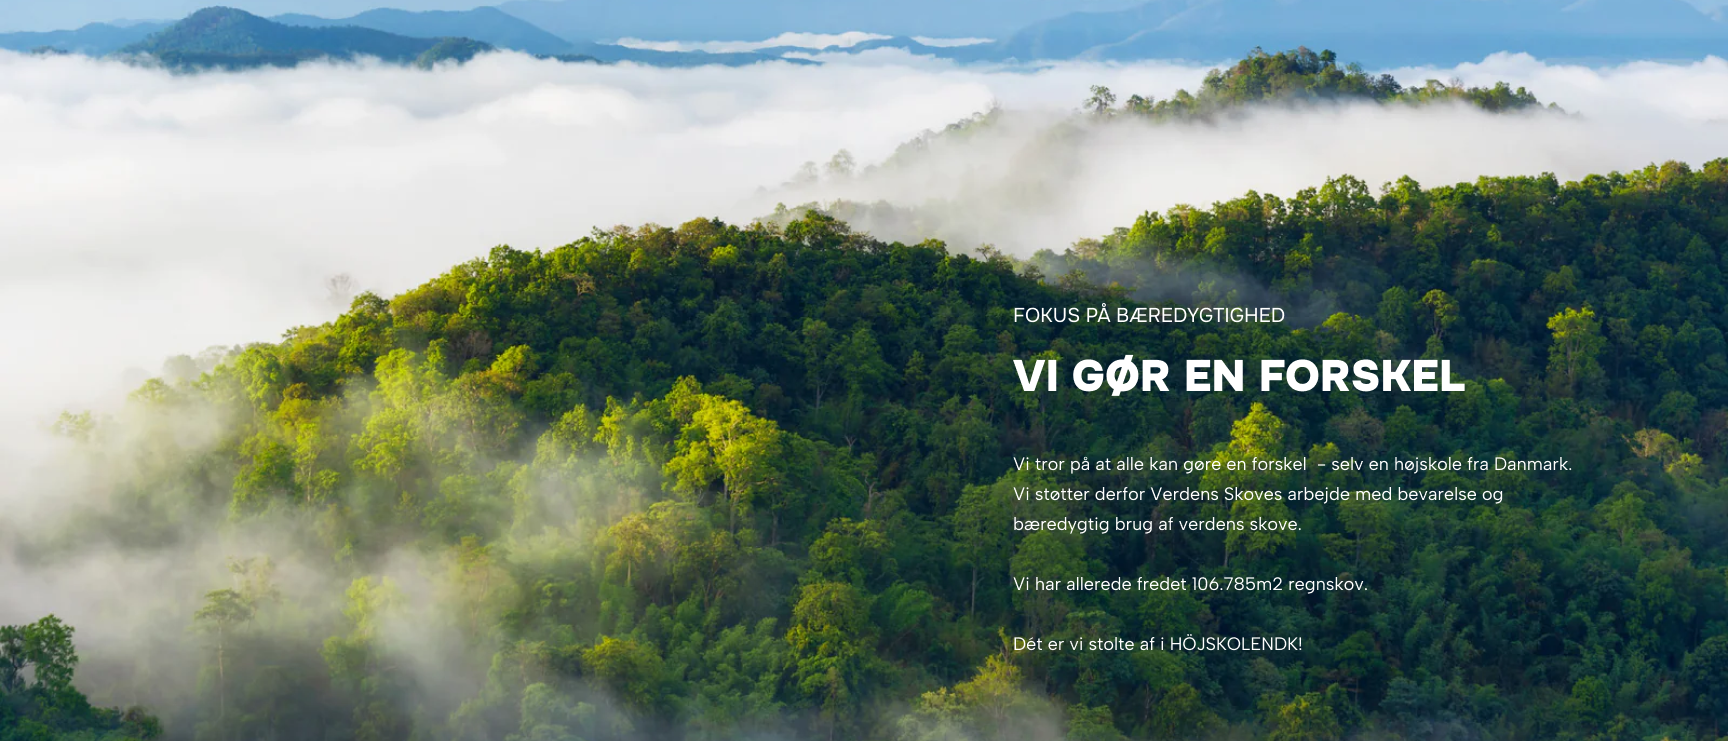 FOKUS PÅ BÆREDYGTIGHED
VI GØR EN FORSKEL
Vi tror på at alle kan gøre en forskel  - selv en højskole fra Danmark.
Vi støtter derfor Verdens Skoves arbejde med bevarelse og
bæredygtig brug af verdens skove.
Vi har allerede fredet 106.785m2 regnskov.
Dét er vi stolte af i HÖJSKOLENDK!